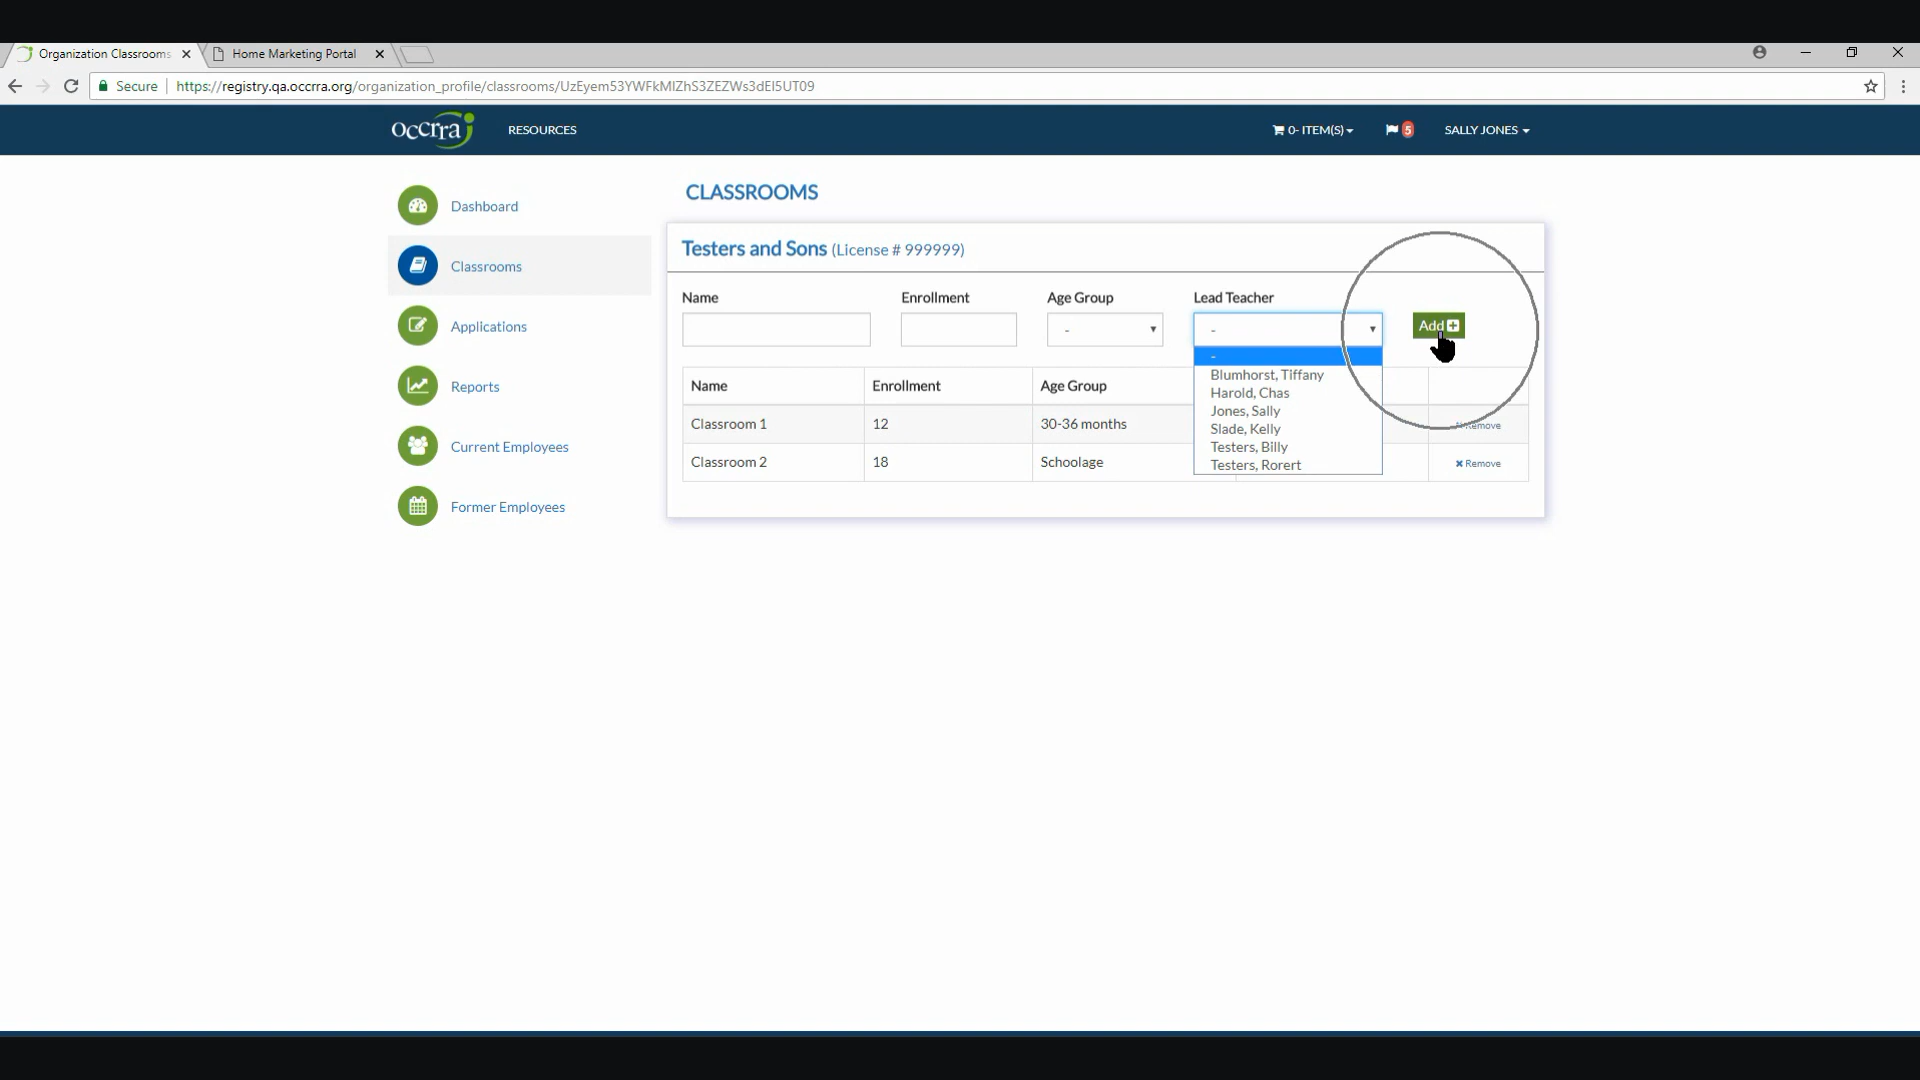 Organization Classrooms
Home Marketing Portal
Secure https://registry.qa.occrra.org/organization_profile/classrooms/UzEyem53YWFkMlZhS3ZEZWs3dEI5UT09
occrra RESOURCES 0- ITEM(S) 5 SALLY JONES
CLASSROOMS
Dashboard
Classrooms
Applications
Reports
Current Employees
Former Employees
Testers and Sons (License # 999999)
Name Enrollment Age Group Lead Teacher
- - Add
-
Blumhorst, Tiffany
Harold, Chas
Jones, Sally
Slade, Kelly
Testers, Billy
Testers, Rorert
Name Enrollment Age Group
Classroom 1 12 30-36 months Remove
Classroom 2 18 Schoolage Remove